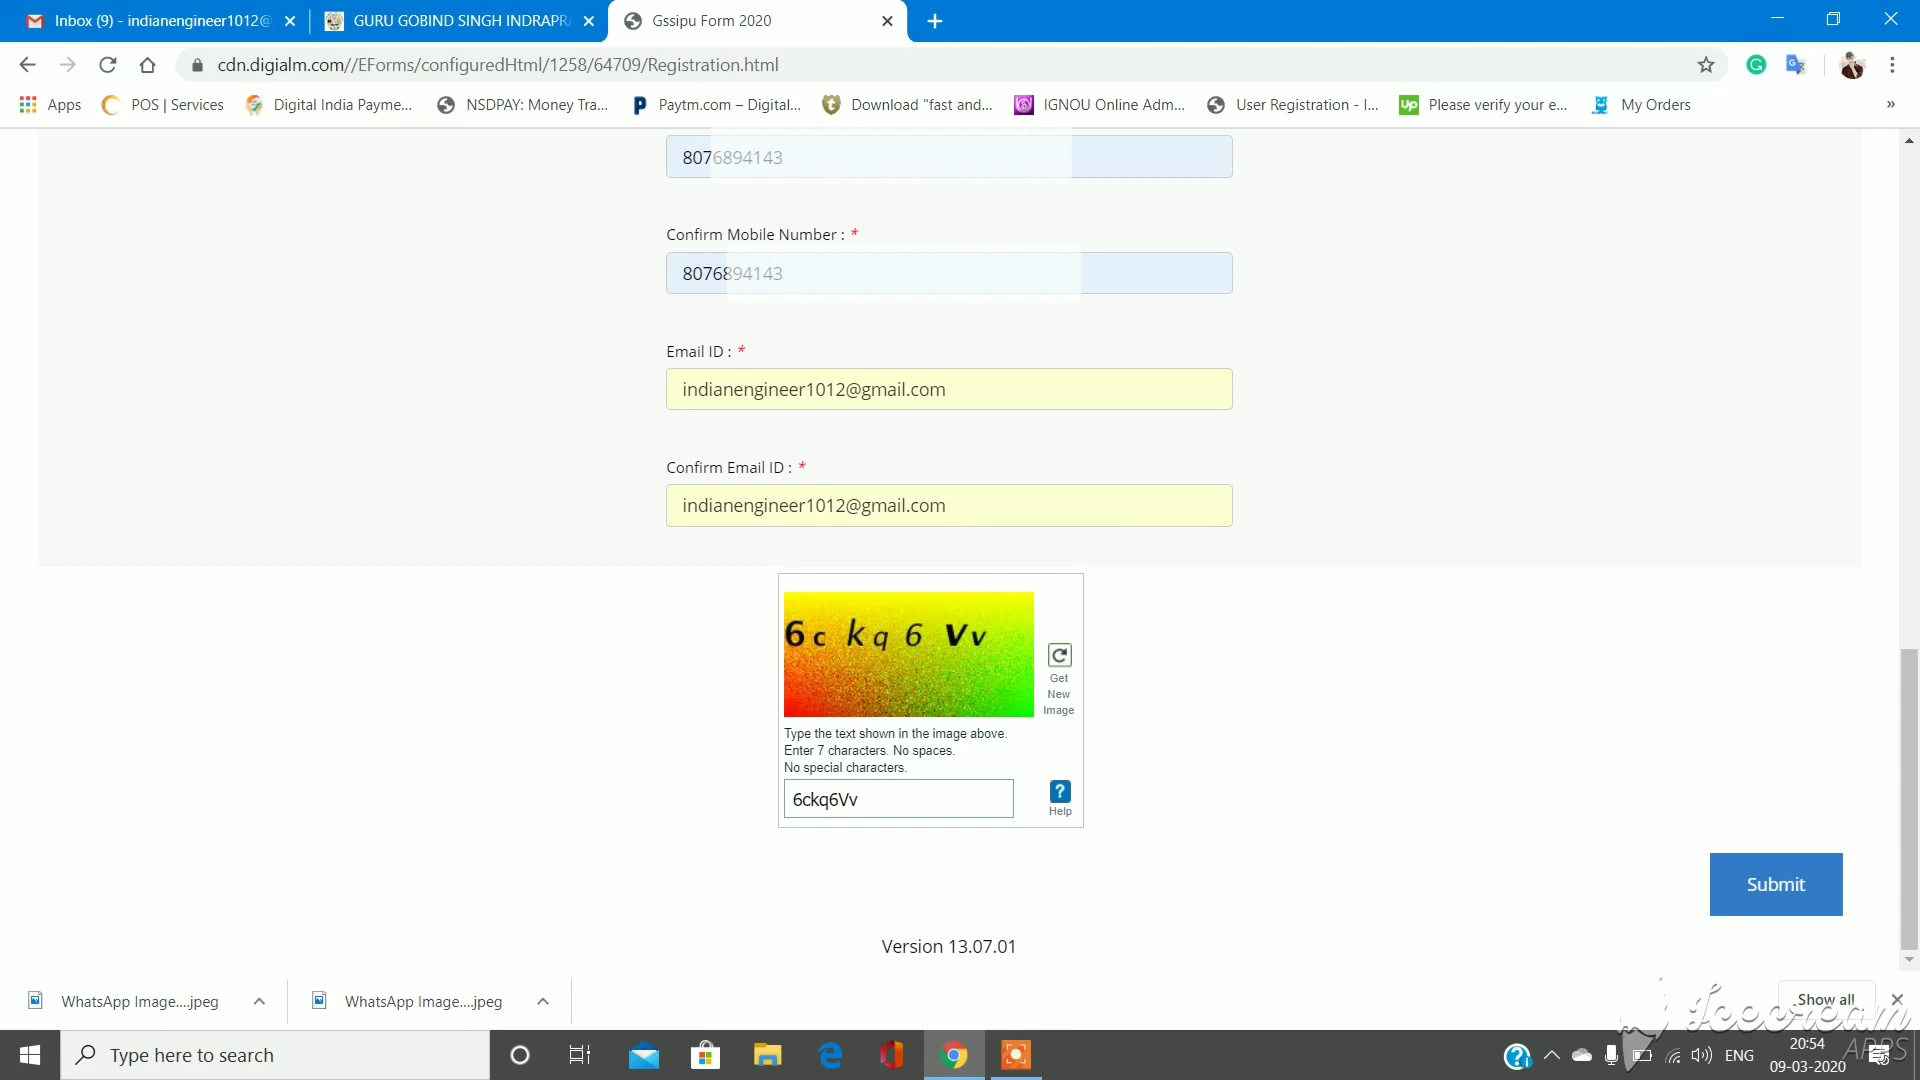 Inbox (9) - indianengineer1012@
GURU GOBIND SINGH INDRAPR
Gssipu Form 2020
cdn.digialm.com//EForms/configuredHtml/1258/64709/Registration.html
Apps
POS | Services
Digital India Payme...
NSDPAY: Money Tra...
Paytm.com – Digital...
Download "fast and...
IGNOU Online Adm...
User Registration - I...
up
Please verify your e...
My Orders
»
8076894143
Confirm Mobile Number : *
8076894143
Email ID : *
indianengineer1012@gmail.com
Confirm Email ID : *
indianengineer1012@gmail.com
6ckq6Vv
Get
New
Image
Type the text shown in the image above.
Enter 7 characters. No spaces.
No special characters.
6ckq6Vv
?
Help
Submit
Version 13.07.01
WhatsApp Image....jpeg
WhatsApp Image....jpeg
Show all
Icecream
APPS
Type here to search
ENG
20:54
09-03-2020